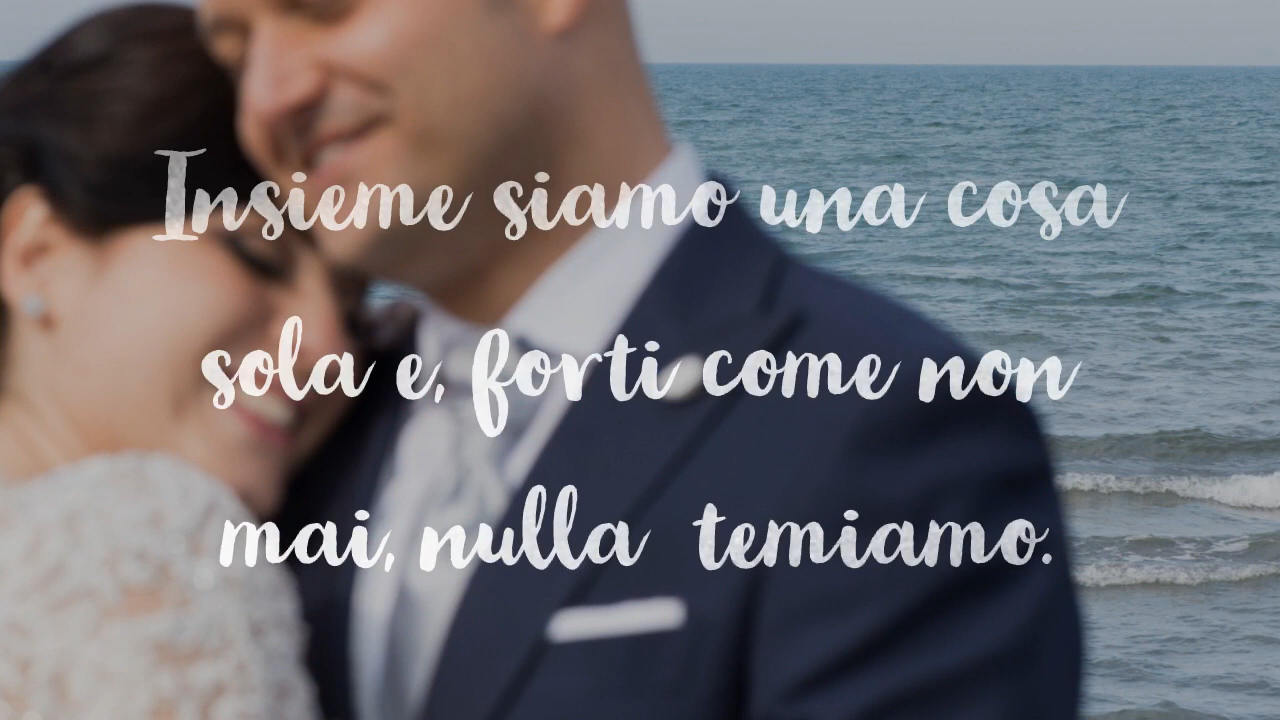 Insieme siamo una cosa
sola e, forti come non
mai, nulla temiamo.